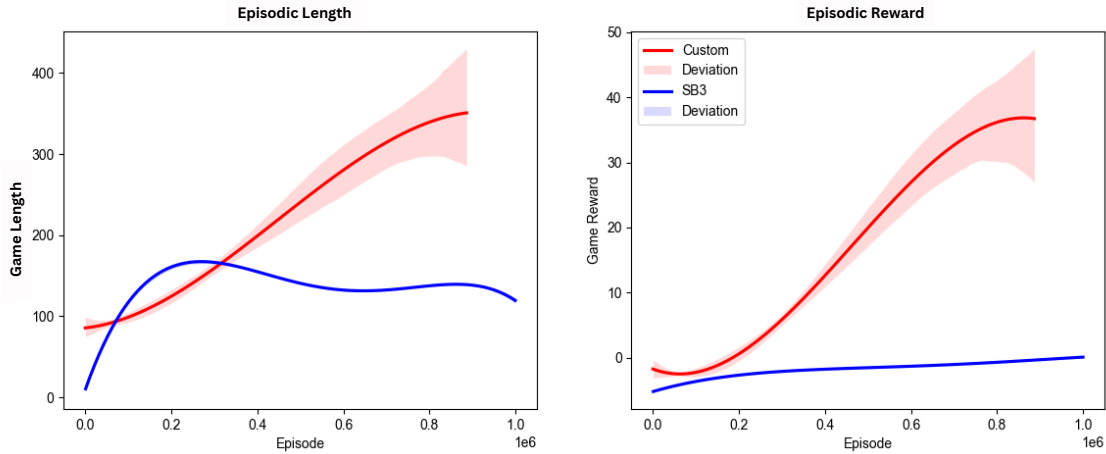 Episodic Length
Game Length
400
300
200
100
0
0.0
0.2
0.4
0.6
0.8
1.0
1e6
Episode
Episodic Reward
Game Reward
50
40
30
20
10
0
Custom
Deviation
SB3
Deviation
0.0
0.2
0.4
0.6
0.8
1.0
1e6
Episode